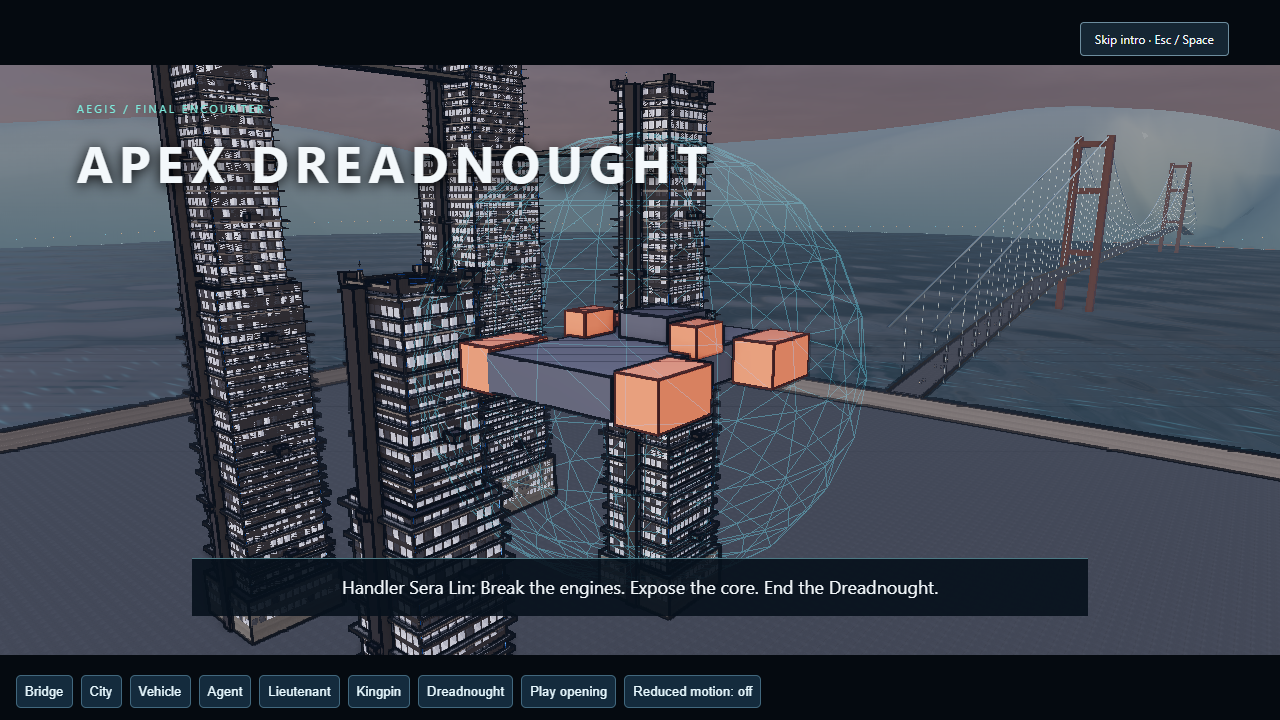 Skip intro · Esc / Space
AEGIS / FINAL ENCOUNTER
APEX DREADNOUGHT
Handler Sera Lin: Break the engines. Expose the core. End the Dreadnought.
Bridge
City
Vehicle
Agent
Lieutenant
Kingpin
Dreadnought
Play opening
Reduced motion: off